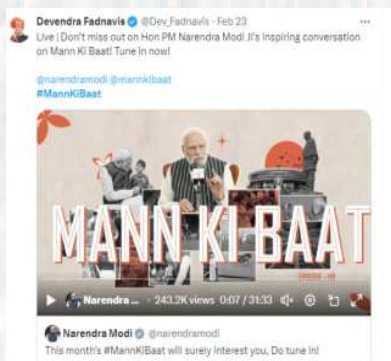 Devendra Fadnavis @Dev_Fadnavis · Feb 23
Live | Don't miss out on Hon PM Narendra Modi Ji's inspiring conversation
on Mann Ki Baat! Tune in now!
@narendramodi @mannkibaat
#MannKiBaat
MANN KI BAAT
Narendra ... · 243.2K views 0:07 / 31:33
Narendra Modi @narendramodi
This month's #MannKiBaat will surely interest you. Do tune in!